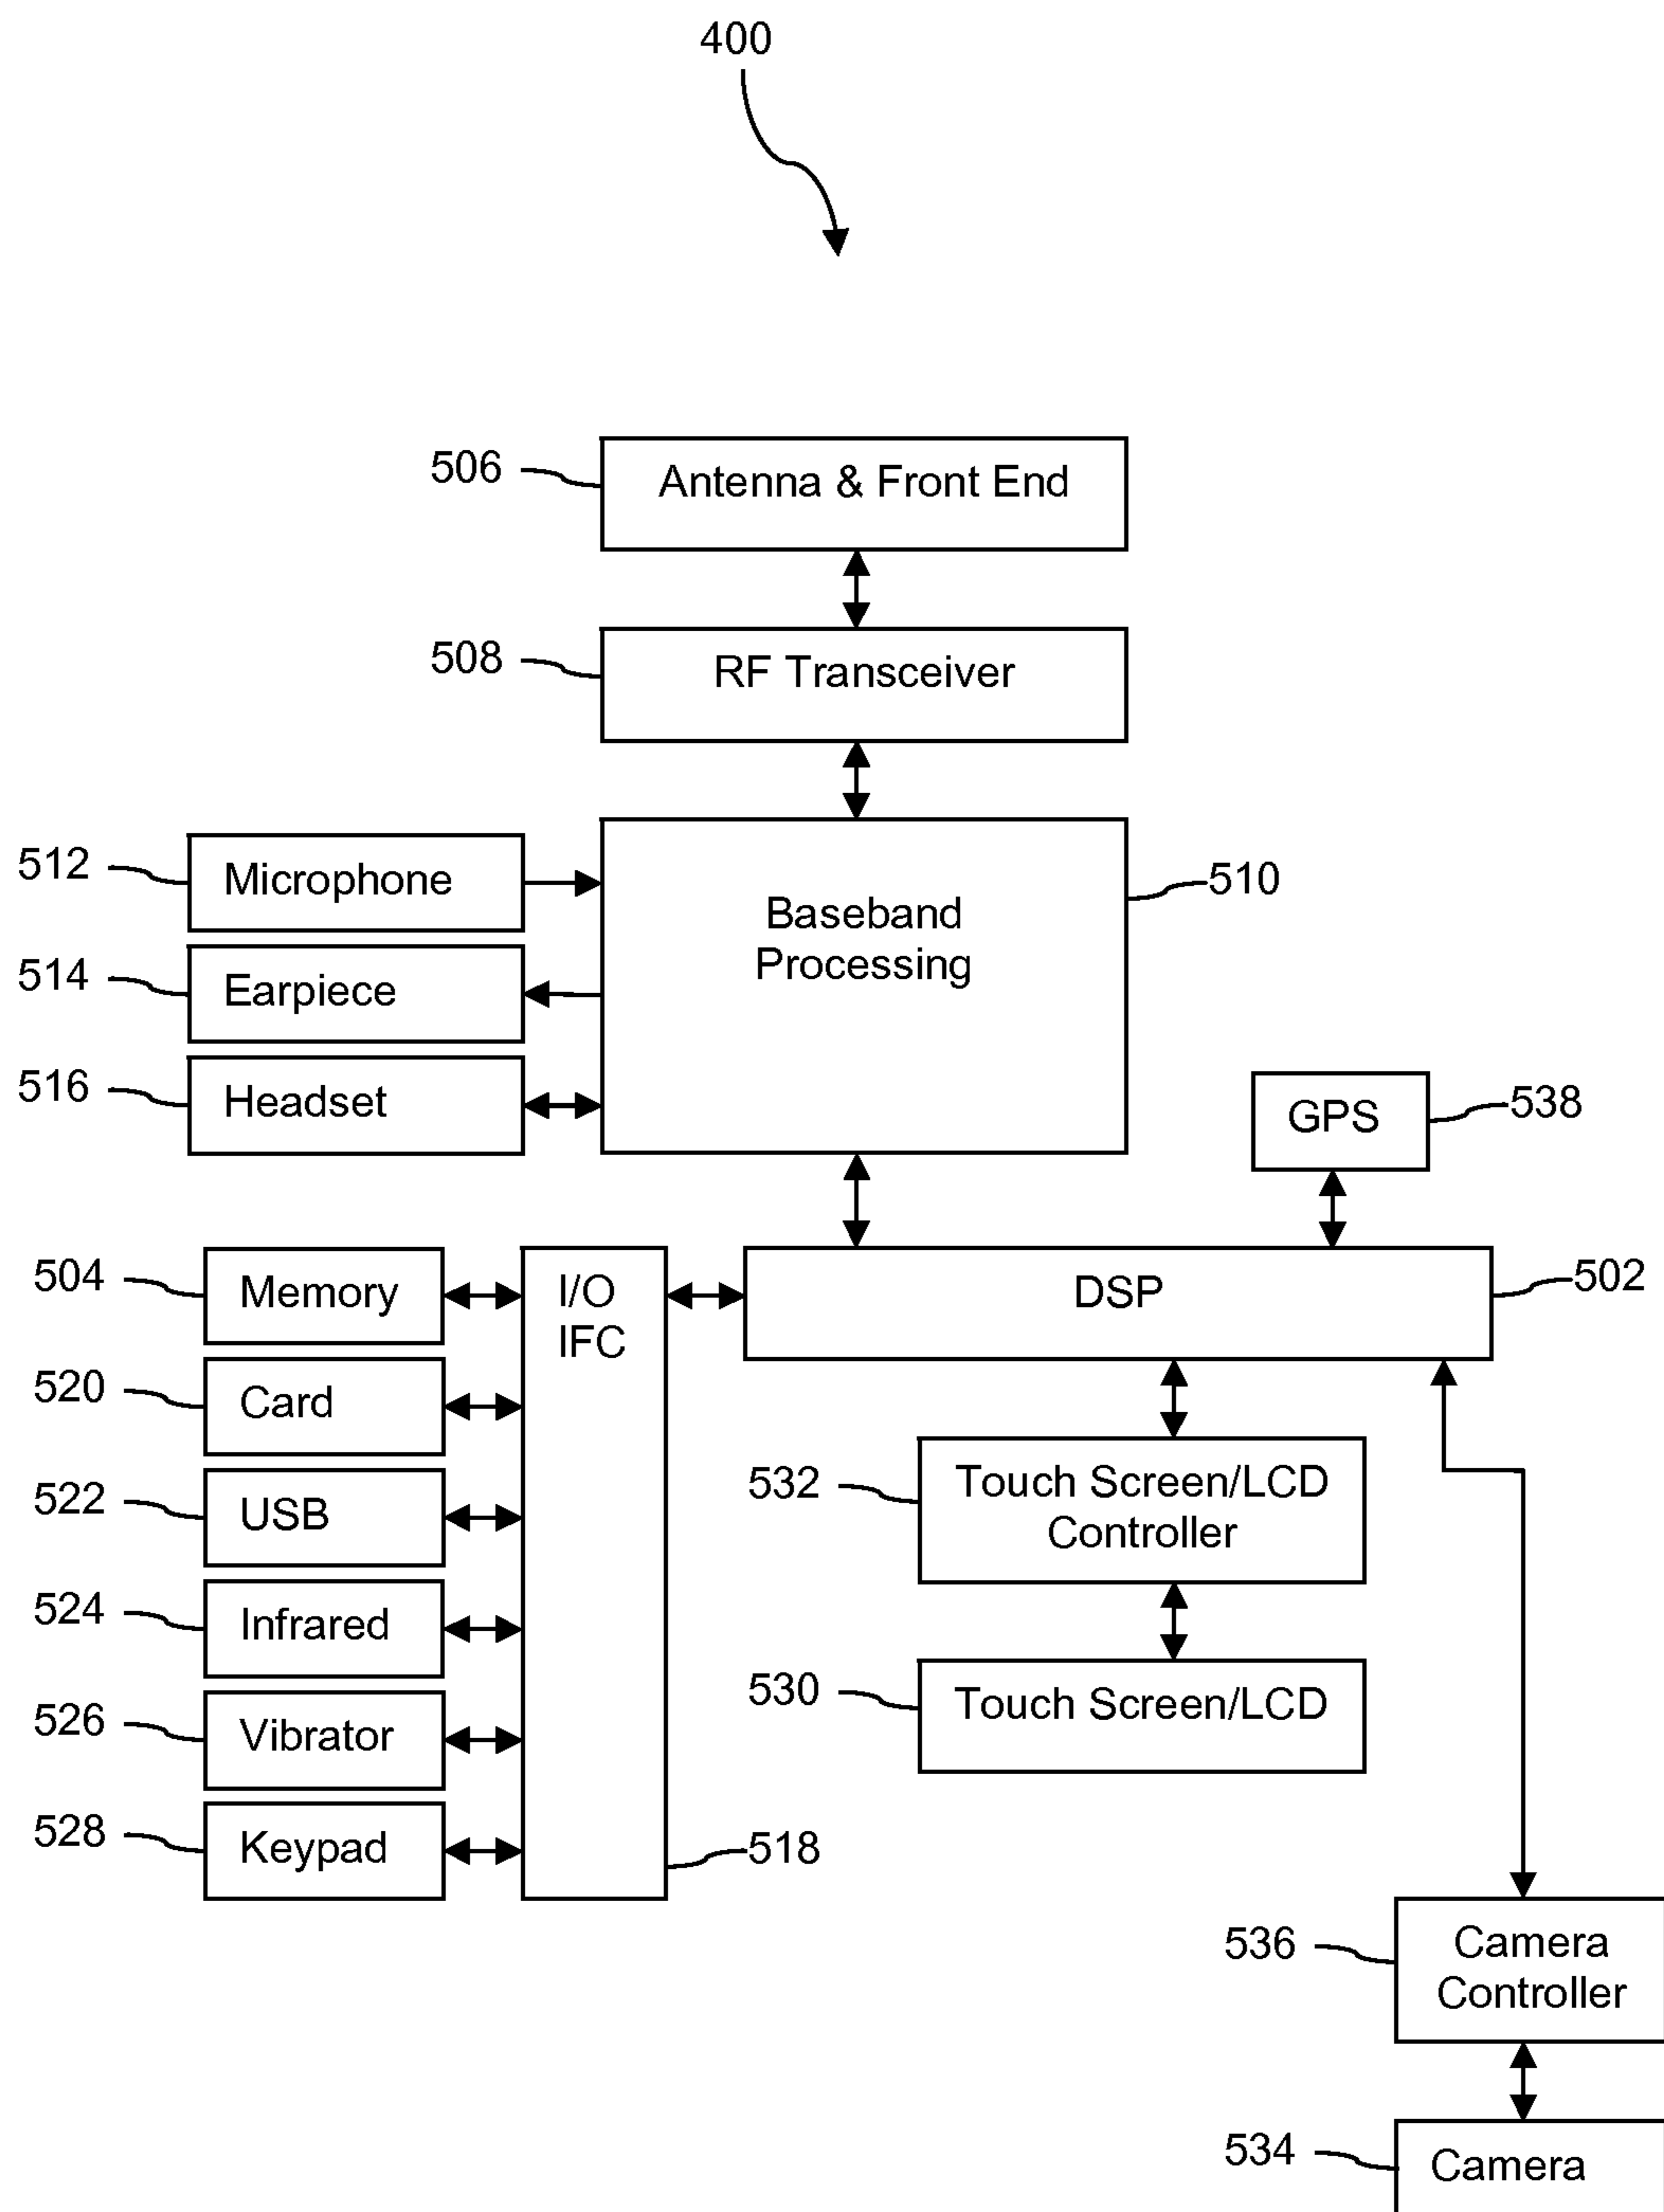 400
506
Antenna & Front End
508
RF Transceiver
512
Microphone
Baseband
Processing
510
514
Earpiece
516
Headset
GPS
538
504
Memory
I/O
IFC
DSP
502
520
Card
522
USB
532
Touch Screen/LCD
Controller
524
Infrared
530
Touch Screen/LCD
526
Vibrator
528
Keypad
518
536
Camera
Controller
534
Camera